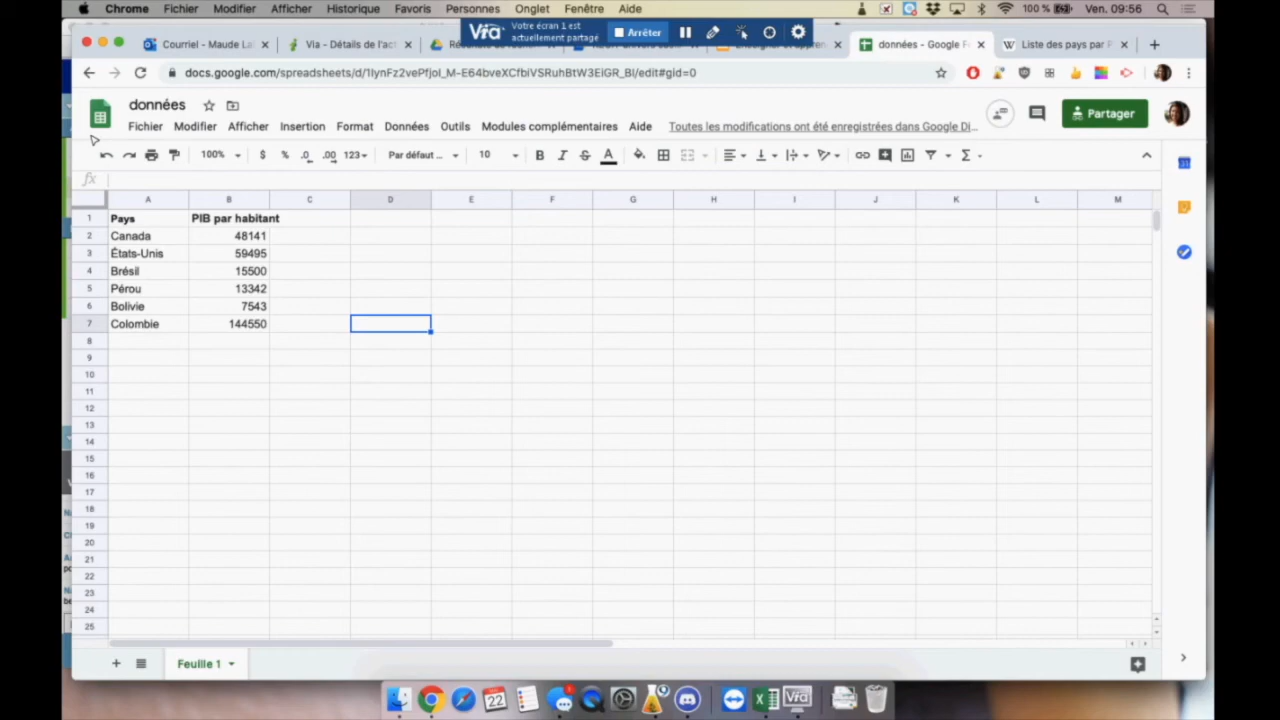 Chrome Fichier Modifier Afficher Historique Favoris Personnes Onglet Fenêtre Aide 100 % Ven. 09:56
Via Votre écran 1 est
actuellement partagé
Arrêter
Courriel - Maude La
Via - Détails de l'act
données - Google F
Liste des pays par P
docs.google.com/spreadsheets/d/1lynFz2vePfjol_M-E64bveXCfbiVSRuhBtW3EiGR_BI/edit#gid=0
données
Partager
Fichier Modifier Afficher Insertion Format Données Outils Modules complémentaires Aide Toutes les modifications ont été enregistrées dans Google Di...
100% $ % .0 .00 123 Par défaut ... 10 B I S A Σ
fx
A B C D E F G H I J K L M
1 Pays PIB par habitant
2 Canada 48141
3 États-Unis 59495
4 Brésil 15500
5 Pérou 13342
6 Bolivie 7543
7 Colombie 144550
8
9
10
11
12
13
14
15
16
17
18
19
20
21
22
23
24
25
Feuille 1
22
Via